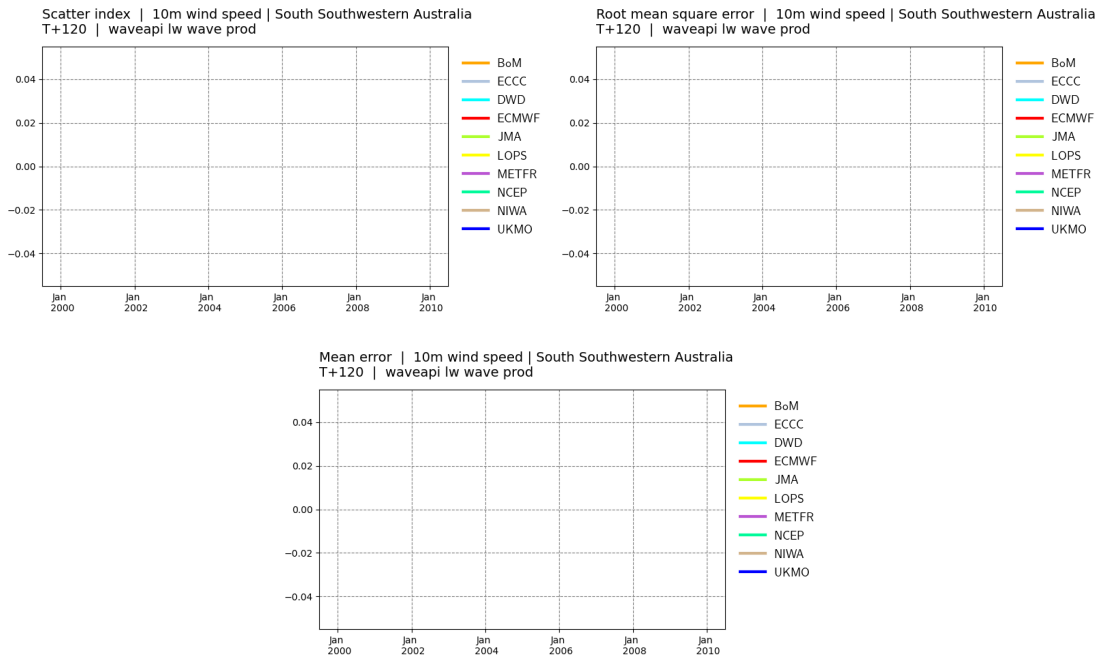 Scatter index | 10m wind speed | South Southwestern Australia
T+120 | waveapi lw wave prod
0.04
0.02
0.00
−0.02
−0.04
Jan 2000
Jan 2002
Jan 2004
Jan 2006
Jan 2008
Jan 2010
BoM
ECCC
DWD
ECMWF
JMA
LOPS
METFR
NCEP
NIWA
UKMO
Root mean square error | 10m wind speed | South Southwestern Australia
T+120 | waveapi lw wave prod
0.04
0.02
0.00
−0.02
−0.04
Jan 2000
Jan 2002
Jan 2004
Jan 2006
Jan 2008
Jan 2010
BoM
ECCC
DWD
ECMWF
JMA
LOPS
METFR
NCEP
NIWA
UKMO
Mean error | 10m wind speed | South Southwestern Australia
T+120 | waveapi lw wave prod
0.04
0.02
0.00
−0.02
−0.04
Jan 2000
Jan 2002
Jan 2004
Jan 2006
Jan 2008
Jan 2010
BoM
ECCC
DWD
ECMWF
JMA
LOPS
METFR
NCEP
NIWA
UKMO